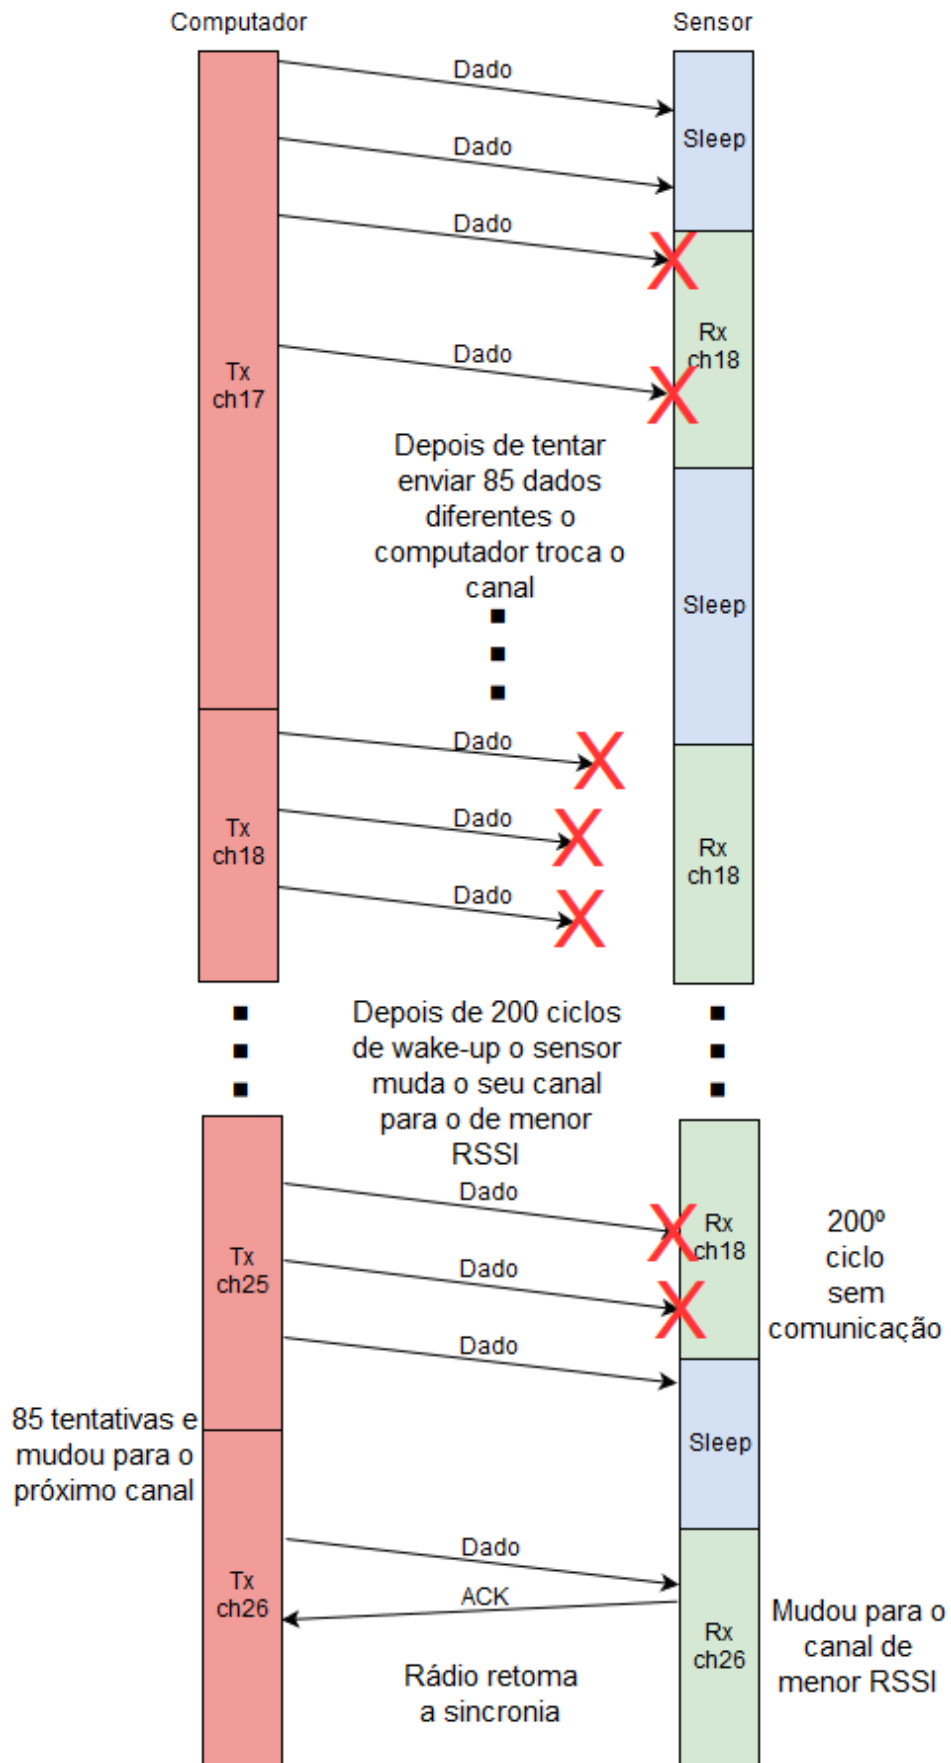 Computador
Sensor
Dado
Sleep
Dado
Dado
Rx
ch18
Dado
Tx
ch17
Depois de tentar
enviar 85 dados
diferentes o
computador troca o
canal
Sleep
Dado
Dado
Tx
ch18
Rx
ch18
Dado
Depois de 200 ciclos
de wake-up o sensor
muda o seu canal
para o de menor
RSSI
Dado
Rx
ch18
200º
ciclo
sem
comunicação
Tx
ch25
Dado
Dado
85 tentativas e
mudou para o
próximo canal
Sleep
Dado
Tx
ch26
ACK
Rx
ch26
Mudou para o
canal de
menor RSSI
Rádio retoma
a sincronia